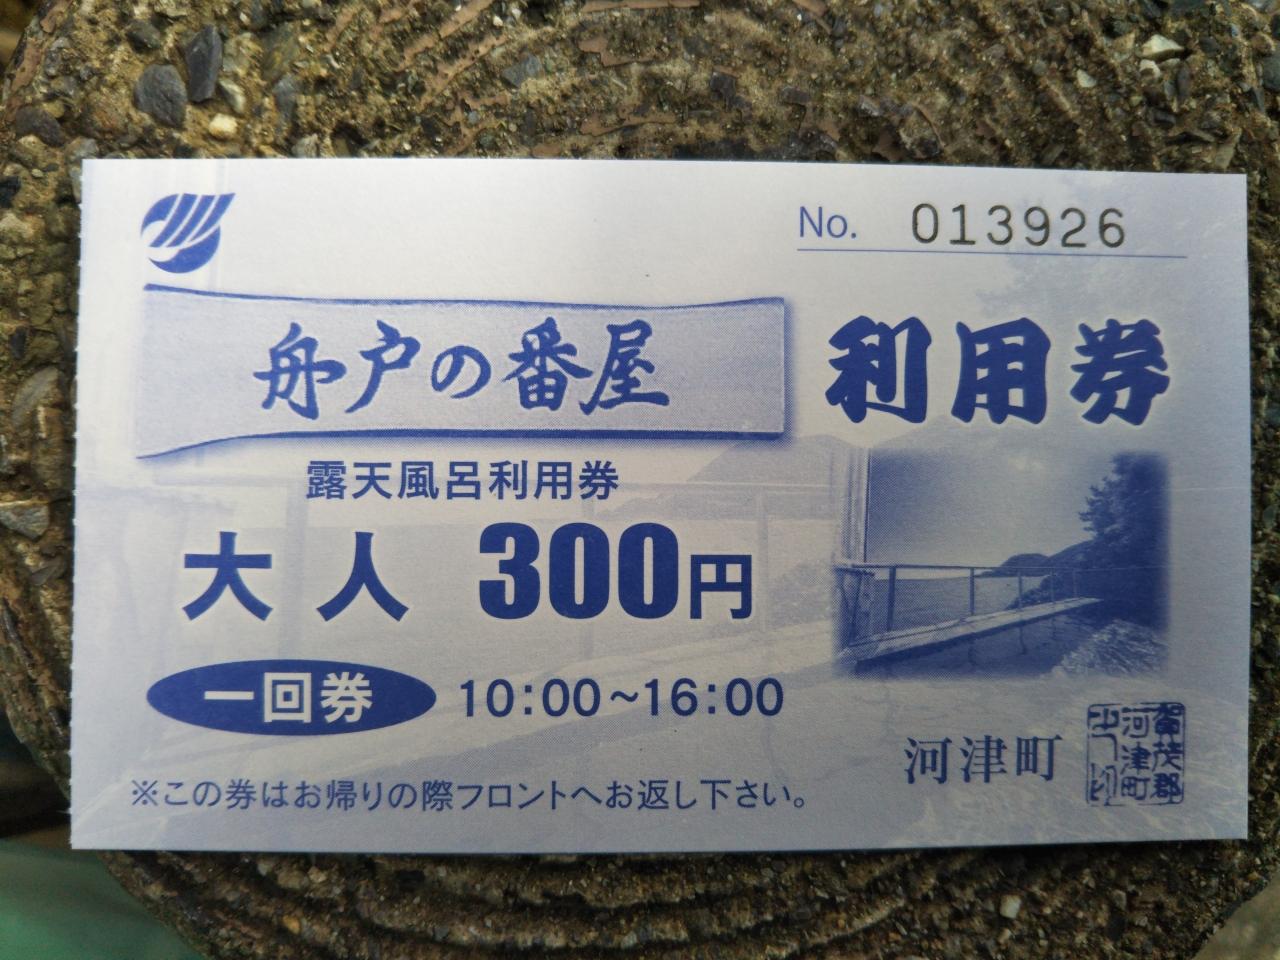 No. 013926
舟戸の番屋 利用券
露天風呂利用券
大人 300円
一回券 10:00~16:00
河津町
賀茂郡
河津町
※この券はお帰りの際フロントへお返し下さい。